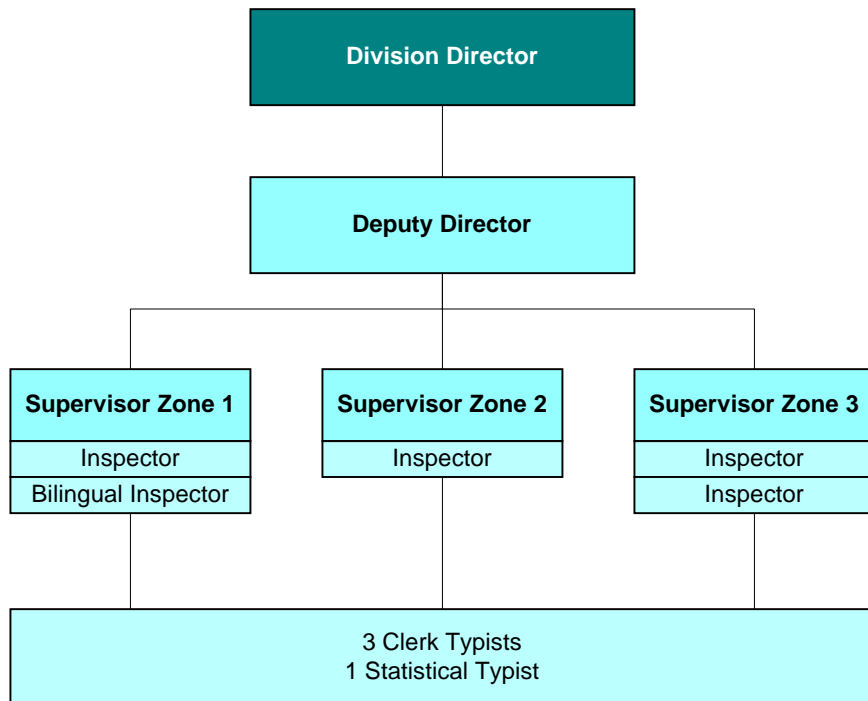 Division Director
Deputy Director
Supervisor Zone 1
Inspector
Bilingual Inspector
Supervisor Zone 2
Inspector
Supervisor Zone 3
Inspector
Inspector
3 Clerk Typists
1 Statistical Typist